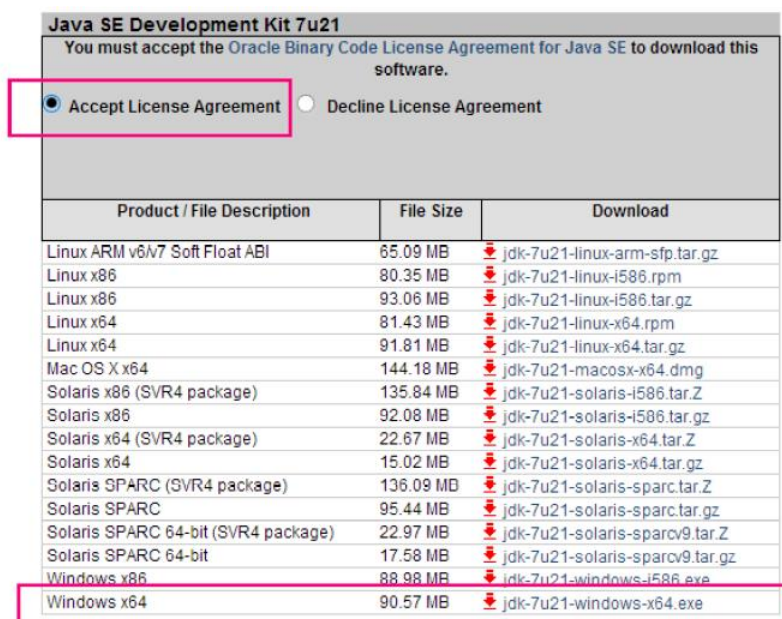 Java SE Development Kit 7u21
You must accept the Oracle Binary Code License Agreement for Java SE to download this
software.
Accept License Agreement Decline License Agreement
Product / File Description File Size Download
Linux ARM v6/v7 Soft Float ABI 65.09 MB jdk-7u21-linux-arm-sfp.tar.gz
Linux x86 80.35 MB jdk-7u21-linux-i586.rpm
Linux x86 93.06 MB jdk-7u21-linux-i586.tar.gz
Linux x64 81.43 MB jdk-7u21-linux-x64.rpm
Linux x64 91.81 MB jdk-7u21-linux-x64.tar.gz
Mac OS X x64 144.18 MB jdk-7u21-macosx-x64.dmg
Solaris x86 (SVR4 package) 135.84 MB jdk-7u21-solaris-i586.tar.Z
Solaris x86 92.08 MB jdk-7u21-solaris-i586.tar.gz
Solaris x64 (SVR4 package) 22.67 MB jdk-7u21-solaris-x64.tar.Z
Solaris x64 15.02 MB jdk-7u21-solaris-x64.tar.gz
Solaris SPARC (SVR4 package) 136.09 MB jdk-7u21-solaris-sparc.tar.Z
Solaris SPARC 95.44 MB jdk-7u21-solaris-sparc.tar.gz
Solaris SPARC 64-bit (SVR4 package) 22.97 MB jdk-7u21-solaris-sparcv9.tar.Z
Solaris SPARC 64-bit 17.58 MB jdk-7u21-solaris-sparcv9.tar.gz
Windows x86 88.98 MB jdk-7u21-windows-i586.exe
Windows x64 90.57 MB jdk-7u21-windows-x64.exe